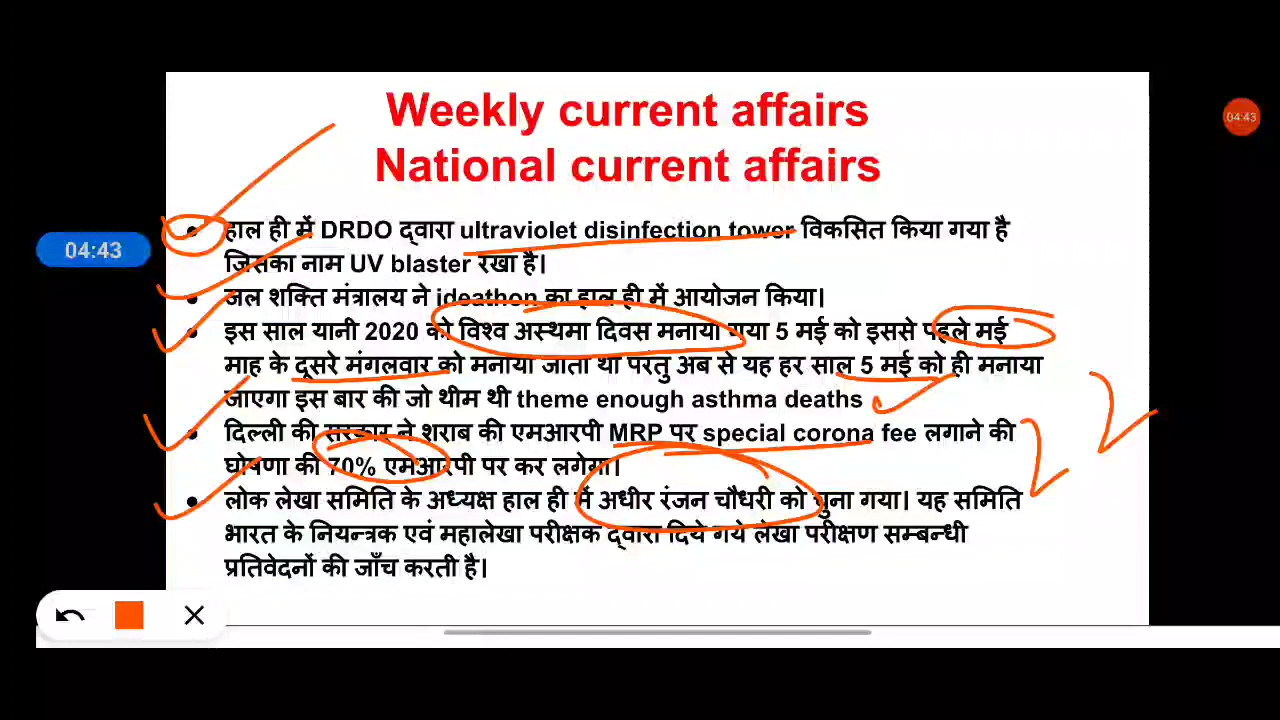 Weekly current affairs
National current affairs
04:43
04:43
• हाल ही में DRDO द्वारा ultraviolet disinfection tower विकसित किया गया है
जिसका नाम UV blaster रखा है।
• जल शक्ति मंत्रालय ने ideathon का हाल ही में आयोजन किया।
• इस साल यानी 2020 को विश्व अस्थमा दिवस मनाया गया 5 मई को इससे पहले मई
माह के दूसरे मंगलवार को मनाया जाता था परंतु अब से यह हर साल 5 मई को ही मनाया
जाएगा इस बार की जो थीम थी theme enough asthma deaths
• दिल्ली की सरकार ने शराब की एमआरपी MRP पर special corona fee लगाने की
घोषणा की 70% एमआरपी पर कर लगेगा।
• लोक लेखा समिति के अध्यक्ष हाल ही में अधीर रंजन चौधरी को चुना गया। यह समिति
भारत के नियन्त्रक एवं महालेखा परीक्षक द्वारा दिये गये लेखा परीक्षण सम्बन्धी
प्रतिवेदनों की जाँच करती है।